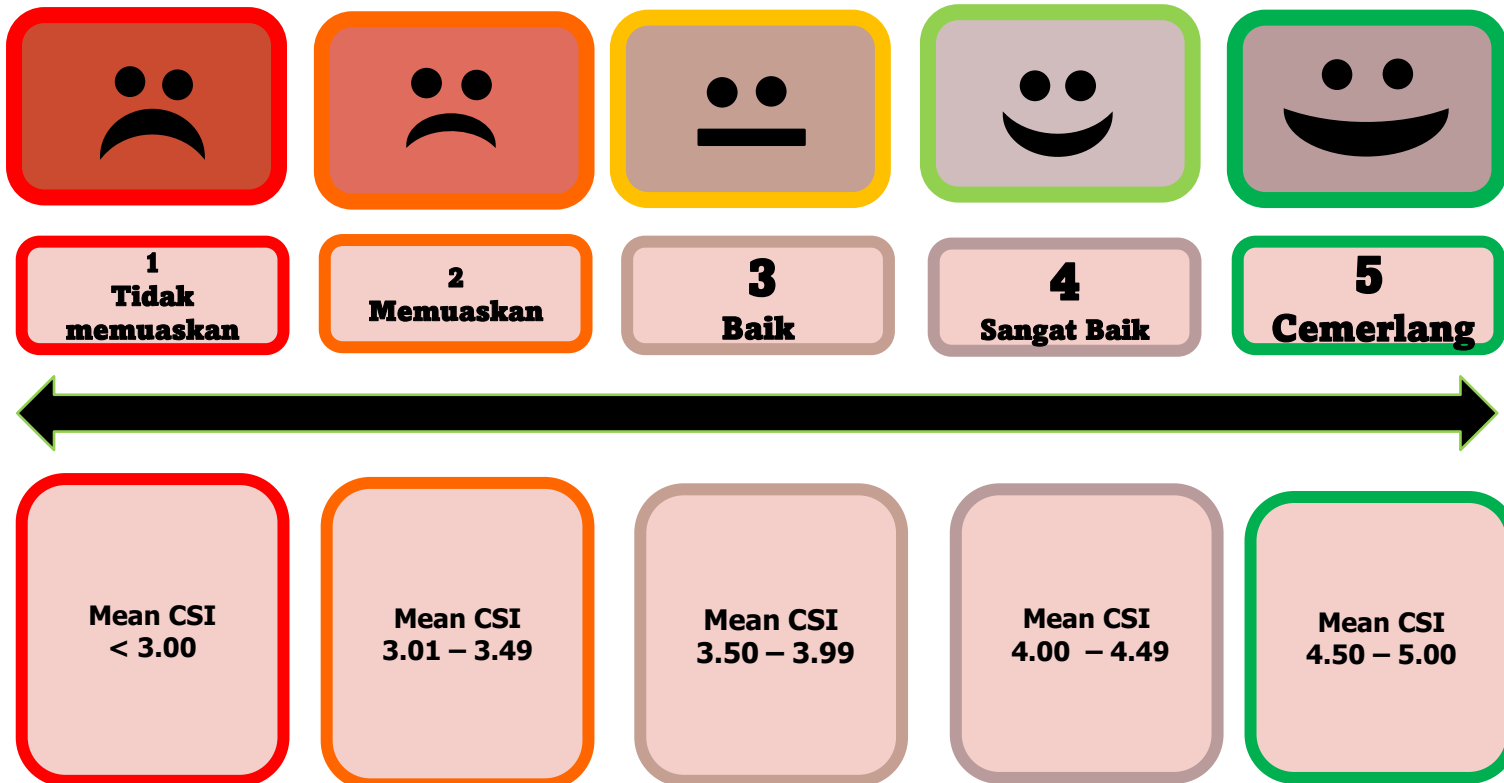 1
Tidak
memuaskan
2
Memuaskan
3
Baik
4
Sangat Baik
5
Cemerlang
Mean CSI
< 3.00
Mean CSI
3.01 – 3.49
Mean CSI
3.50 – 3.99
Mean CSI
4.00 – 4.49
Mean CSI
4.50 – 5.00